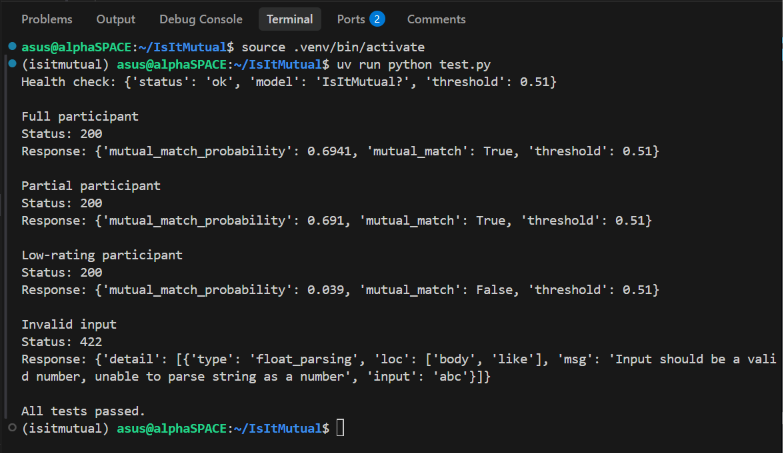 Problems Output Debug Console Terminal Ports 2 Comments
asus@alphaSPACE:~/IsItMutual$ source .venv/bin/activate
(isitmutual) asus@alphaSPACE:~/IsItMutual$ uv run python test.py
Health check: {'status': 'ok', 'model': 'IsItMutual?', 'threshold': 0.51}
Full participant
Status: 200
Response: {'mutual_match_probability': 0.6941, 'mutual_match': True, 'threshold': 0.51}
Partial participant
Status: 200
Response: {'mutual_match_probability': 0.691, 'mutual_match': True, 'threshold': 0.51}
Low-rating participant
Status: 200
Response: {'mutual_match_probability': 0.039, 'mutual_match': False, 'threshold': 0.51}
Invalid input
Status: 422
Response: {'detail': [{'type': 'float_parsing', 'loc': ['body', 'like'], 'msg': 'Input should be a vali
d number, unable to parse string as a number', 'input': 'abc'}]}
All tests passed.
(isitmutual) asus@alphaSPACE:~/IsItMutual$